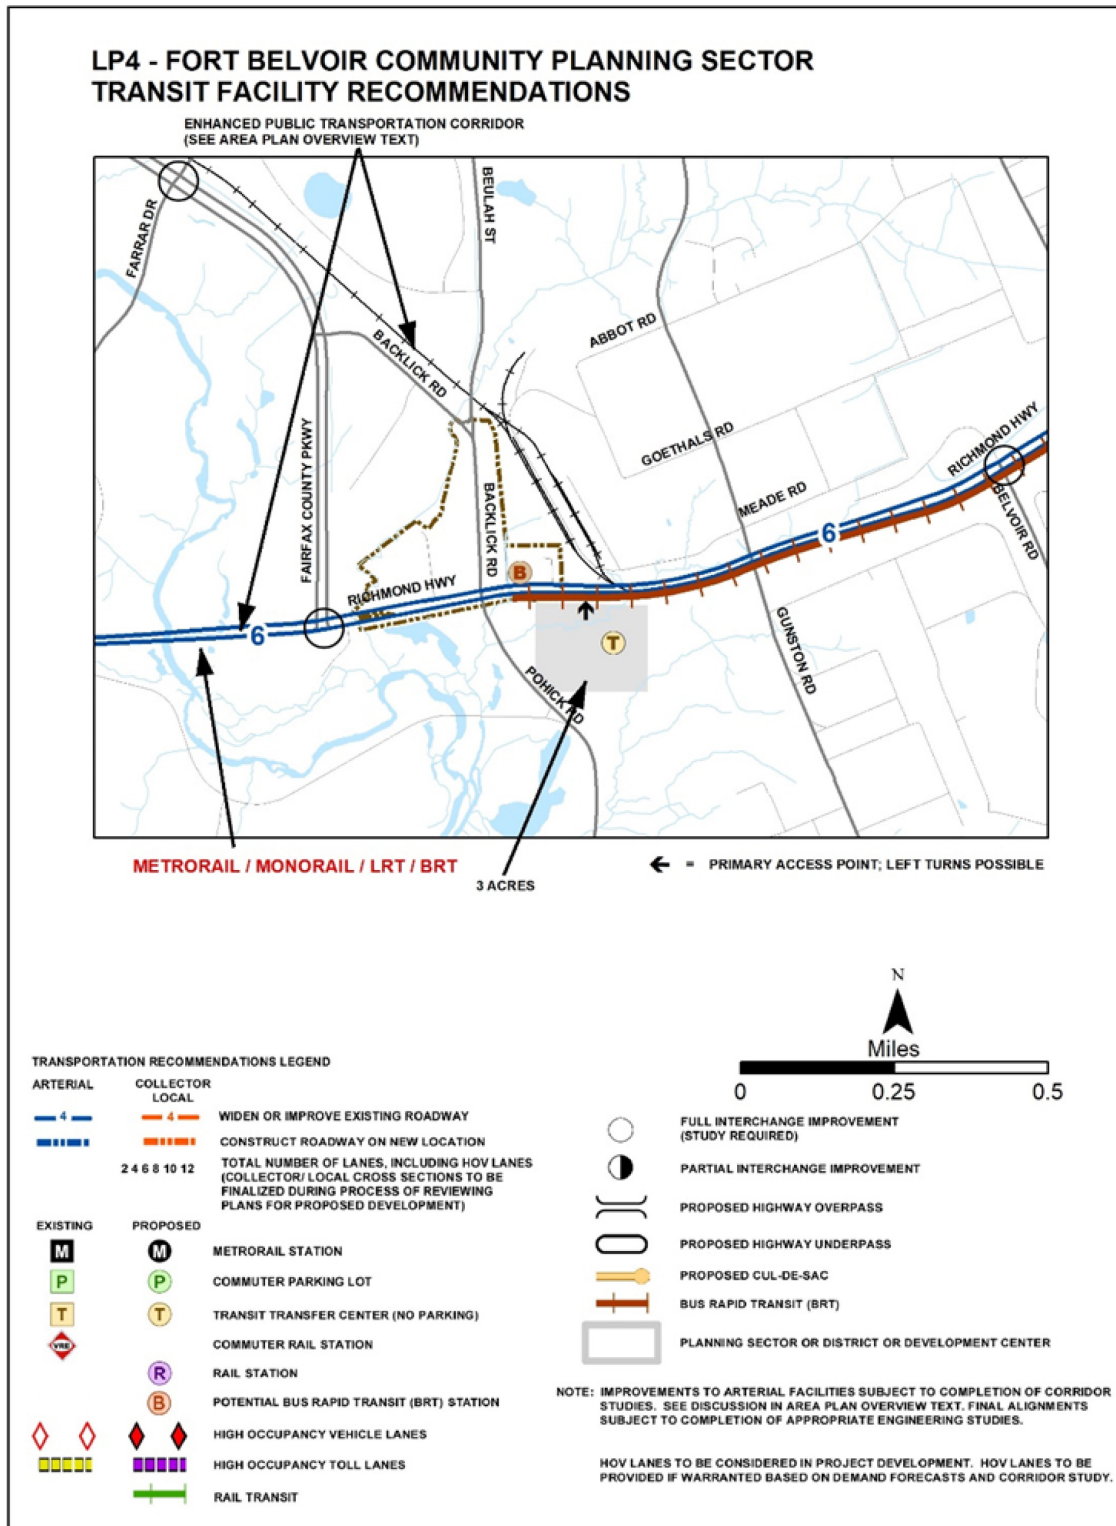 LP4 - FORT BELVOIR COMMUNITY PLANNING SECTOR
TRANSIT FACILITY RECOMMENDATIONS
ENHANCED PUBLIC TRANSPORTATION CORRIDOR
(SEE AREA PLAN OVERVIEW TEXT)
FARRAR DR
BEULAH ST
BACKLICK RD
ABBOT RD
GOETHALS RD
RICHMOND HWY
MEADE RD
BELVOIR RD
FAIRFAX COUNTY PKWY
BACKLICK RD
RICHMOND HWY
B
6
6
T
GUNSTON RD
POHICK RD
METRORAIL / MONORAIL / LRT / BRT
= PRIMARY ACCESS POINT; LEFT TURNS POSSIBLE
3 ACRES
N
Miles
0 0.25 0.5
TRANSPORTATION RECOMMENDATIONS LEGEND
ARTERIAL COLLECTOR
LOCAL
4 4 WIDEN OR IMPROVE EXISTING ROADWAY
CONSTRUCT ROADWAY ON NEW LOCATION
2 4 6 8 10 12 TOTAL NUMBER OF LANES, INCLUDING HOV LANES
(COLLECTOR/ LOCAL CROSS SECTIONS TO BE
FINALIZED DURING PROCESS OF REVIEWING
PLANS FOR PROPOSED DEVELOPMENT)
EXISTING PROPOSED
M M METRORAIL STATION
P P COMMUTER PARKING LOT
T T TRANSIT TRANSFER CENTER (NO PARKING)
VRE COMMUTER RAIL STATION
R RAIL STATION
B POTENTIAL BUS RAPID TRANSIT (BRT) STATION
HIGH OCCUPANCY VEHICLE LANES
HIGH OCCUPANCY TOLL LANES
RAIL TRANSIT
FULL INTERCHANGE IMPROVEMENT
(STUDY REQUIRED)
PARTIAL INTERCHANGE IMPROVEMENT
PROPOSED HIGHWAY OVERPASS
PROPOSED HIGHWAY UNDERPASS
PROPOSED CUL-DE-SAC
BUS RAPID TRANSIT (BRT)
PLANNING SECTOR OR DISTRICT OR DEVELOPMENT CENTER
NOTE: IMPROVEMENTS TO ARTERIAL FACILITIES SUBJECT TO COMPLETION OF CORRIDOR
STUDIES. SEE DISCUSSION IN AREA PLAN OVERVIEW TEXT. FINAL ALIGNMENTS
SUBJECT TO COMPLETION OF APPROPRIATE ENGINEERING STUDIES.
HOV LANES TO BE CONSIDERED IN PROJECT DEVELOPMENT. HOV LANES TO BE
PROVIDED IF WARRANTED BASED ON DEMAND FORECASTS AND CORRIDOR STUDY.